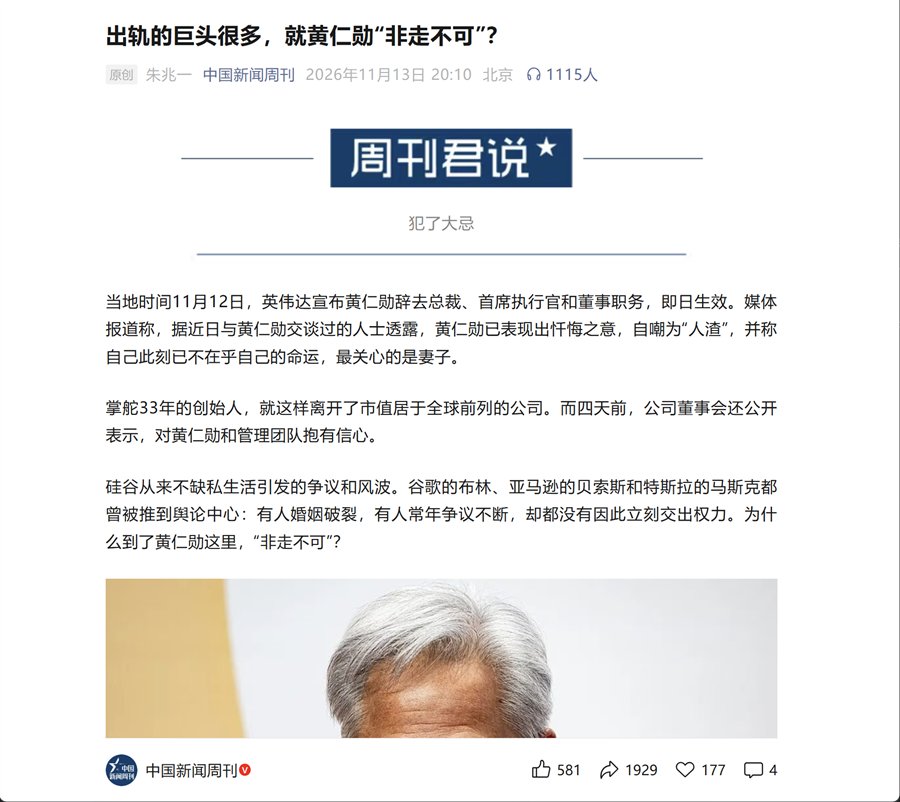 出轨的巨头很多，就黄仁勋“非走不可”？
原创 朱兆一 中国新闻周刊 2026年11月13日 20:10 北京 1115人
周刊君说
犯了大忌
当地时间11月12日，英伟达宣布黄仁勋辞去总裁、首席执行官和董事职务，即日生效。媒体
报道称，据近日与黄仁勋交谈过的人士透露，黄仁勋已表现出忏悔之意，自嘲为“人渣”，并称
自己此刻已不在乎自己的命运，最关心的是妻子。
掌舵33年的创始人，就这样离开了市值居于全球前列的公司。而四天前，公司董事会还公开
表示，对黄仁勋和管理团队抱有信心。
硅谷从来不缺私生活引发的争议和风波。谷歌的布林、亚马逊的贝索斯和特斯拉的马斯克都
曾被推到舆论中心：有人婚姻破裂，有人常年争议不断，却都没有因此立刻交出权力。为什
么到了黄仁勋这里，“非走不可”？
中国
新闻周刊
中国新闻周刊 581 1929 177 4